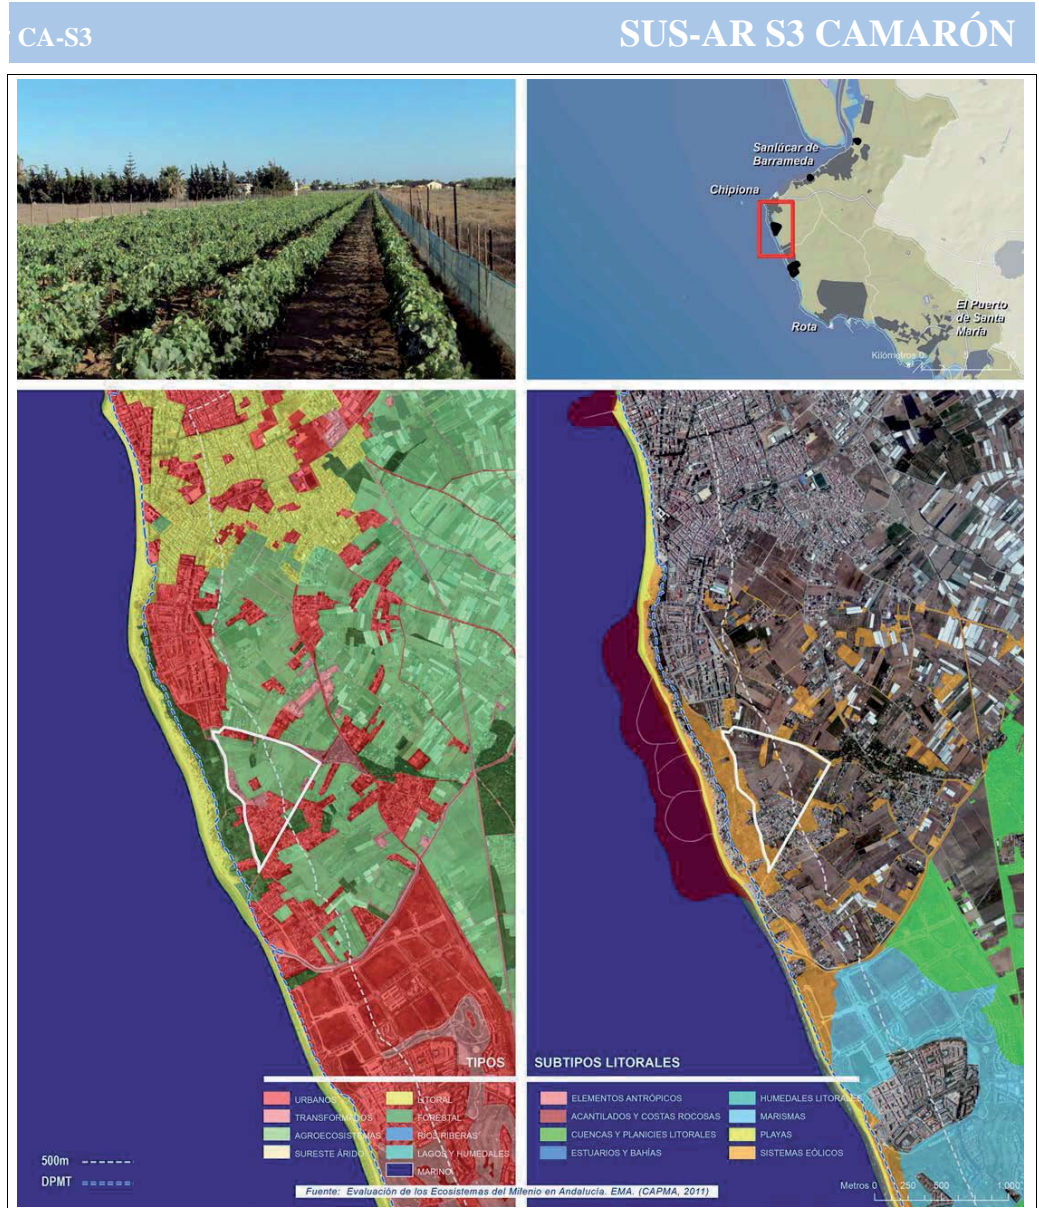 CA-S3
SUS-AR S3 CAMARÓN
Sanlúcar de
Barrameda
Chipiona
El Puerto
de Santa
María
Rota
Kilómetros 0
TIPOS
URBANOS
TRANSFORMADOS
AGROECOSISTEMAS
SURESTE ÁRIDO
LITORAL
FORESTAL
RIOS/RIBERAS
LAGOS Y HUMEDALES
MARINO
500m
DPMT
SUBTIPOS LITORALES
ELEMENTOS ANTRÓPICOS
ACANTILADOS Y COSTAS ROCOSAS
CUENCAS Y PLANICIES LITORALES
ESTUARIOS Y BAHÍAS
HUMEDALES LITORALES
MARISMAS
PLAYAS
SISTEMAS EÓLICOS
Metros 0 250 500 1.000
Fuente: Evaluación de los Ecosistemas del Milenio en Andalucía. EMA. (CAPMA, 2011)